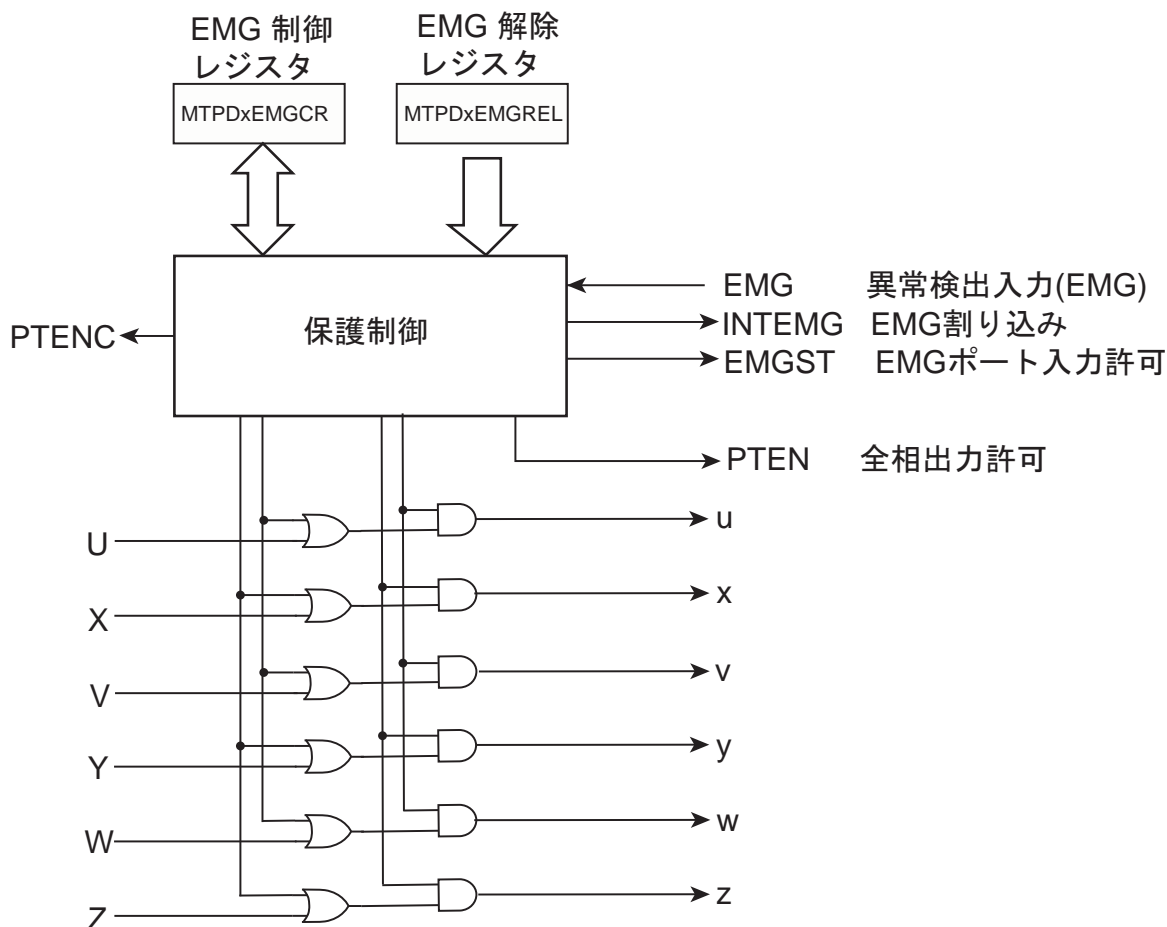 EMG 制御
レジスタ
EMG 解除
レジスタ
MTPDxEMGCR
MTPDxEMGREL
保護制御
PTENC
EMG 異常検出入力(EMG)
INTEMG EMG割り込み
EMGST EMGポート入力許可
PTEN 全相出力許可
U
u
X
x
V
v
Y
y
W
w
Z
z